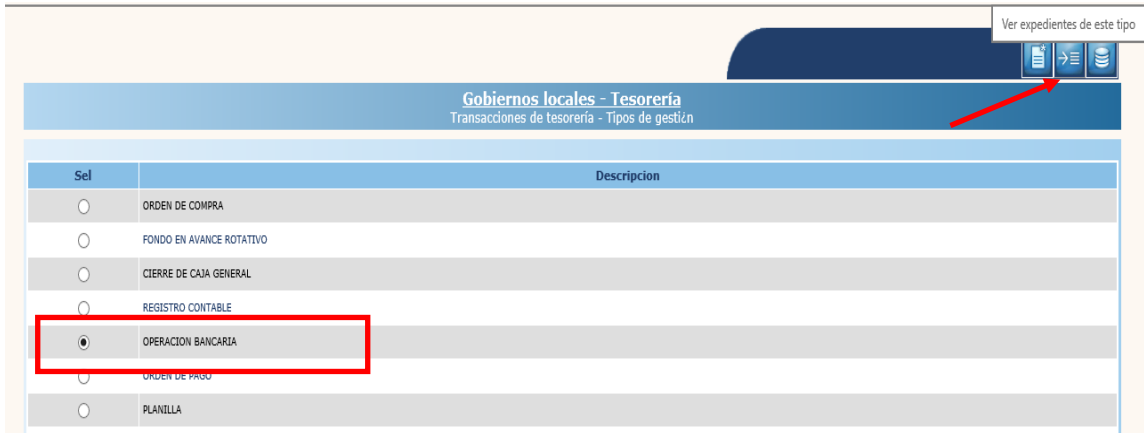 Ver expedientes de este tipo
Gobiernos locales - Tesorería
Transacciones de tesorería - Tipos de gesti¿n
Sel Descripcion
ORDEN DE COMPRA
FONDO EN AVANCE ROTATIVO
CIERRE DE CAJA GENERAL
REGISTRO CONTABLE
OPERACION BANCARIA
ORDEN DE PAGO
PLANILLA